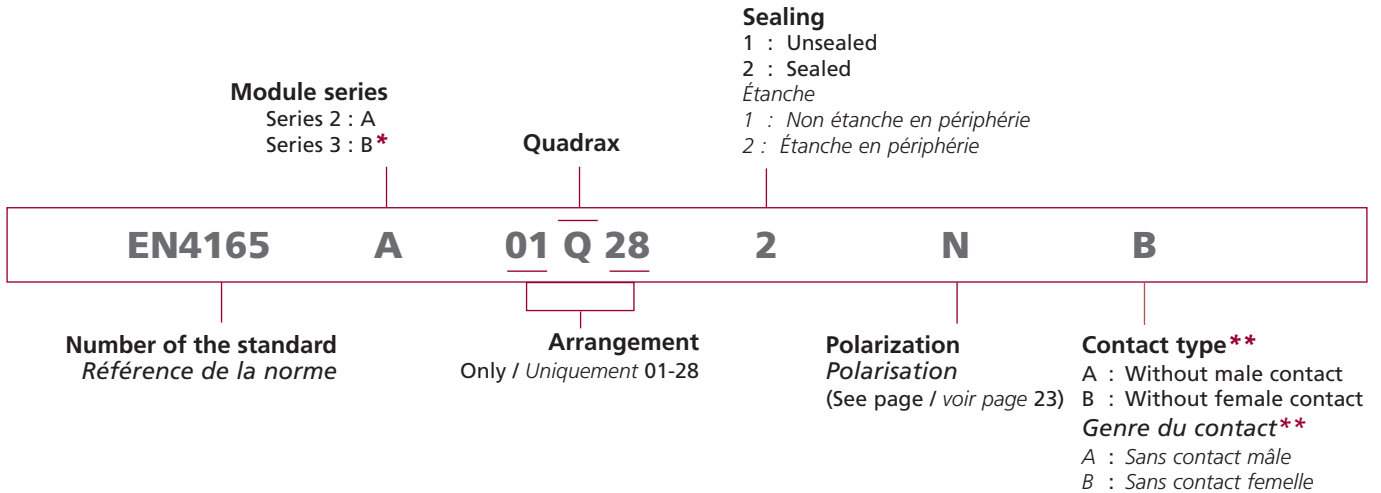 Sealing
1 : Unsealed
2 : Sealed
Étanche
1 : Non étanche en périphérie
2 : Étanche en périphérie
Module series
Series 2 : A
Series 3 : B*
Quadrax
EN4165 A 01 Q 28 2 N B
Number of the standard
Référence de la norme
Arrangement
Only / Uniquement 01-28
Polarization
Polarisation
(See page / voir page 23)
Contact type**
A : Without male contact
B : Without female contact
Genre du contact**
A : Sans contact mâle
B : Sans contact femelle